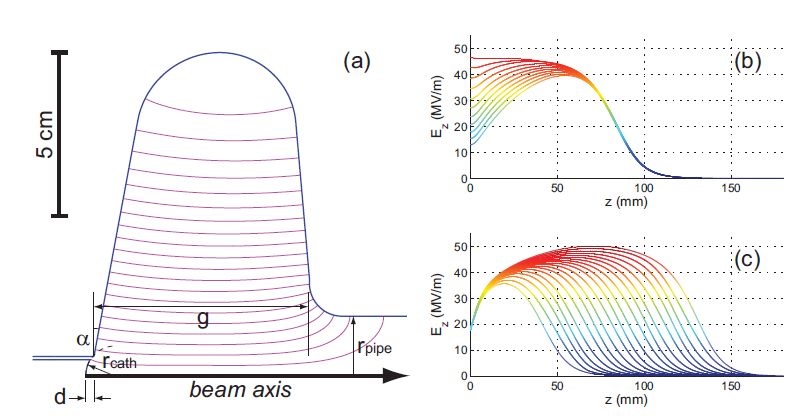 (a)
5 cm
g
α
r_cath
r_pipe
d
beam axis
(b)
E_z (MV/m)
50
40
30
20
10
0
0 50 100 150
z (mm)
(c)
E_z (MV/m)
50
40
30
20
10
0
0 50 100 150
z (mm)